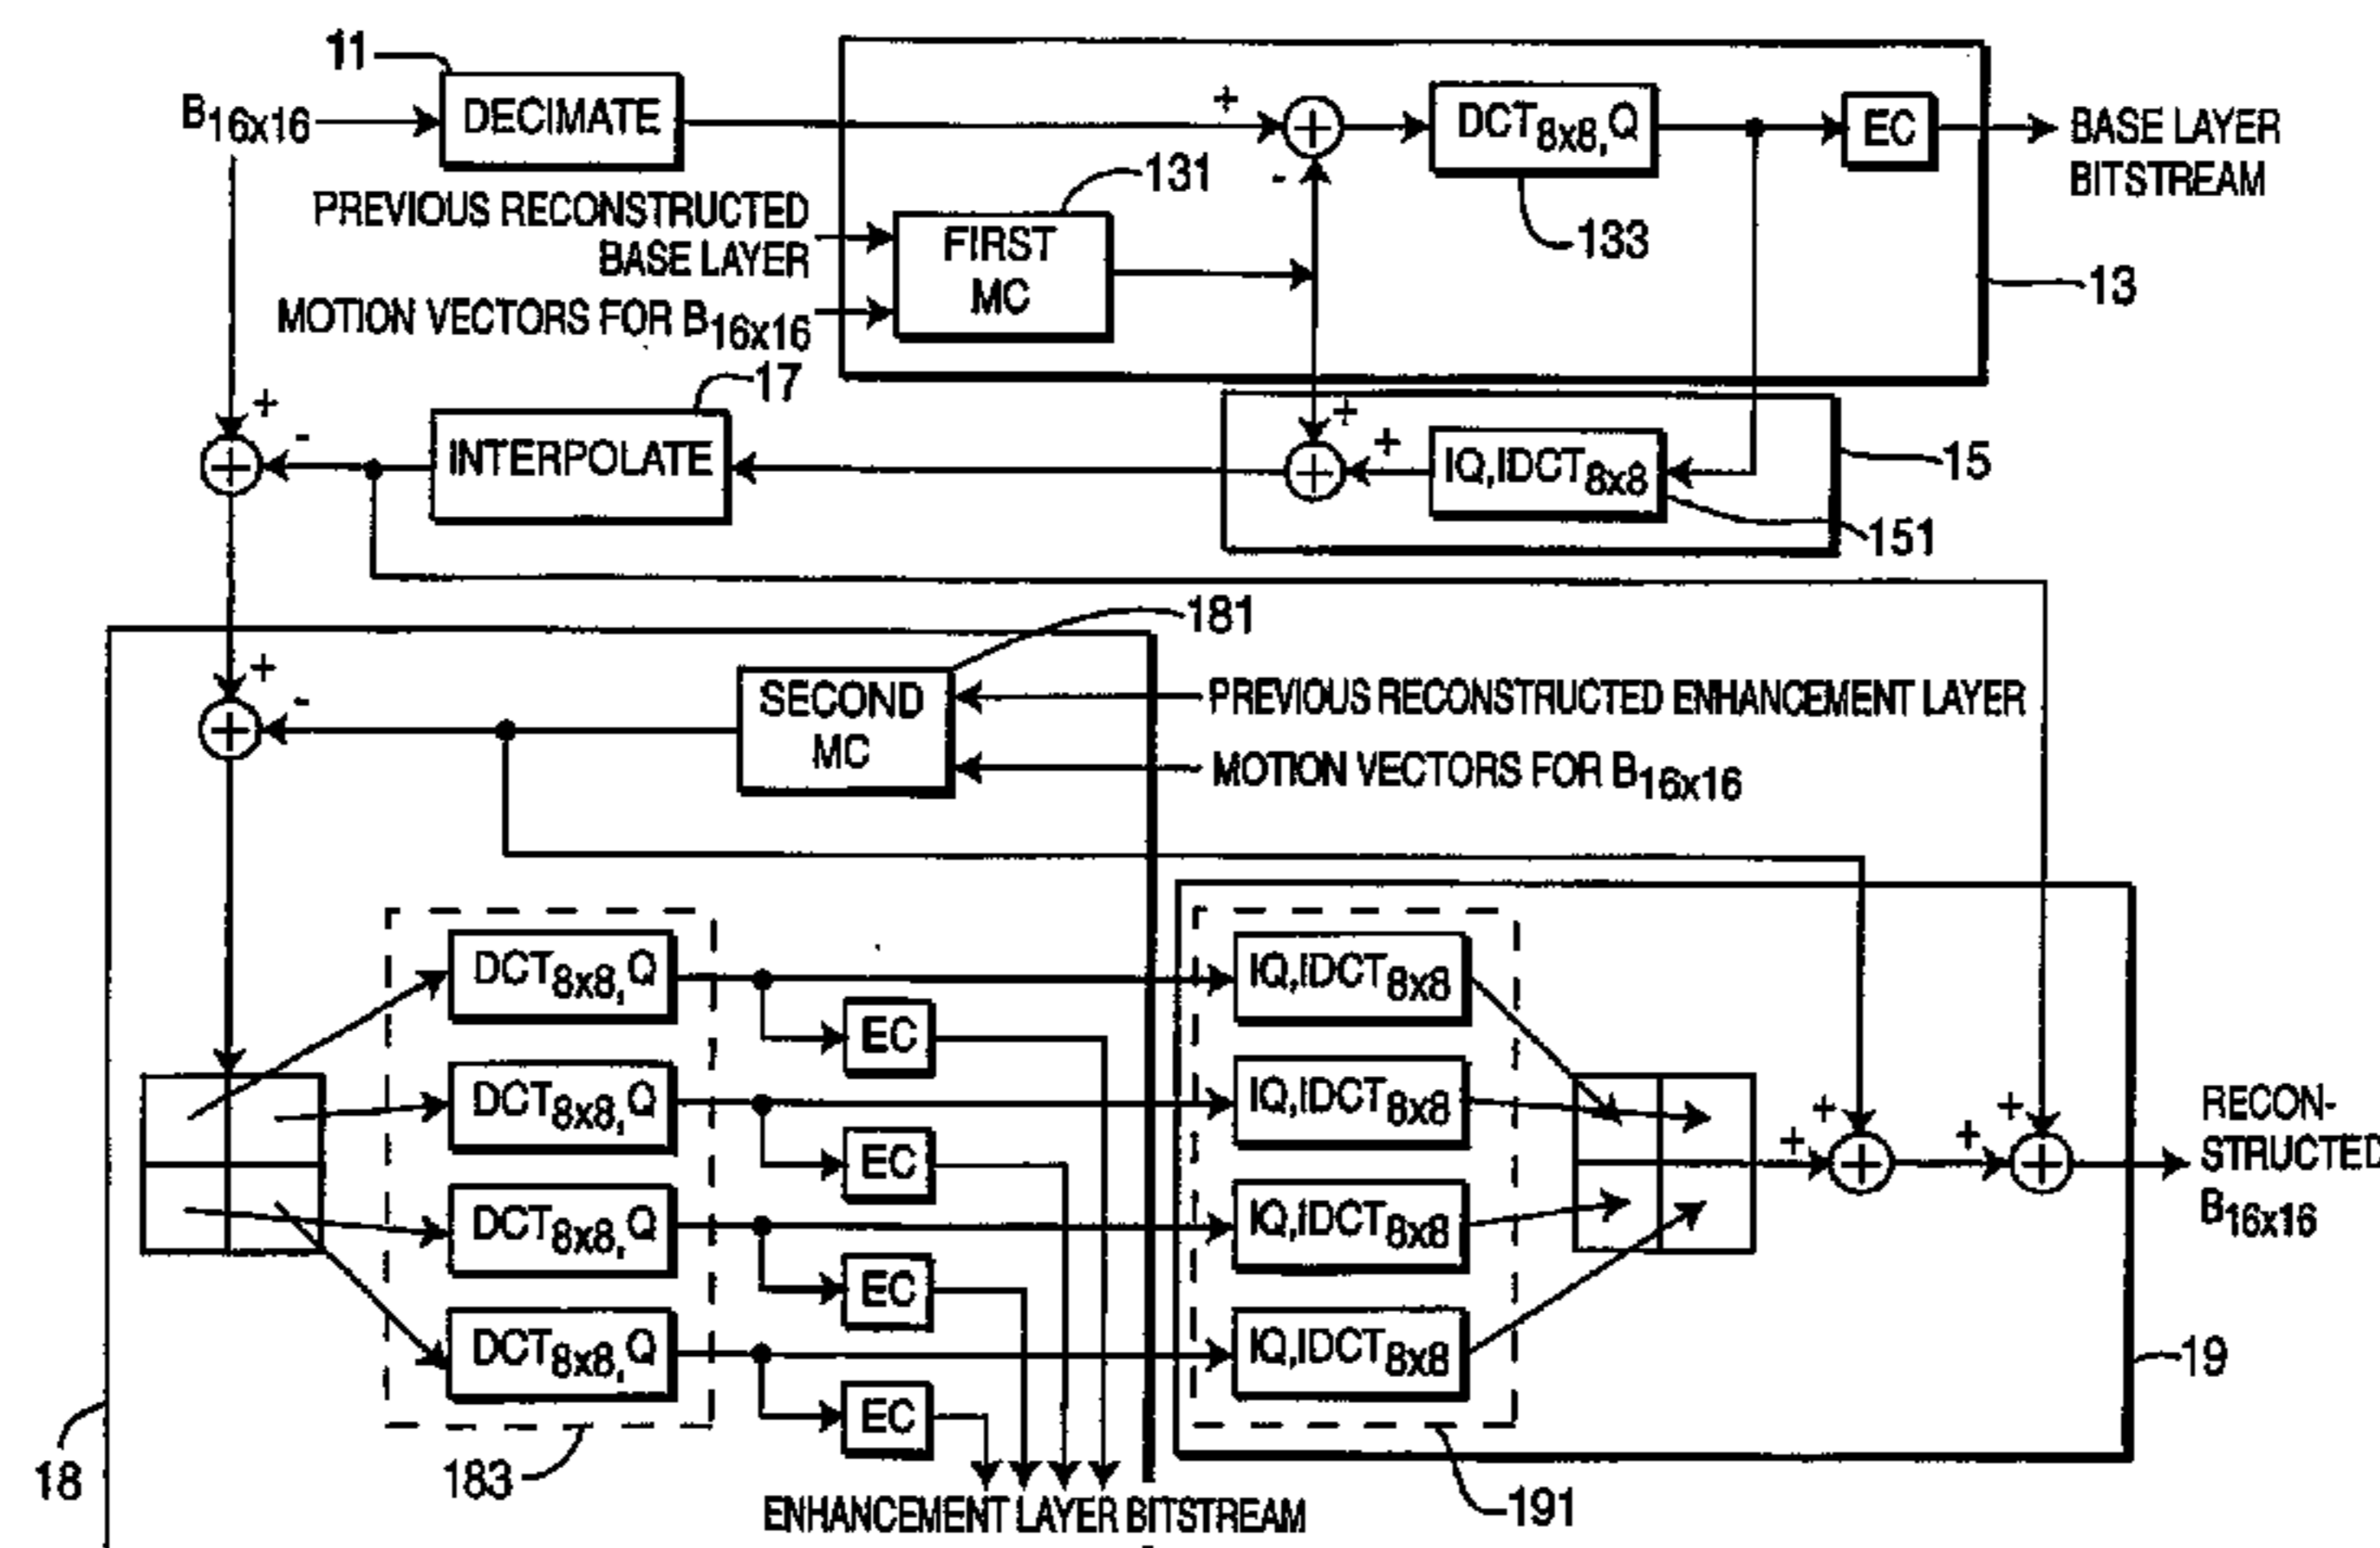 11
B16x16
DECIMATE
+
-
DCT8x8,Q
EC
BASE LAYER
BITSTREAM
131
133
PREVIOUS RECONSTRUCTED
BASE LAYER
FIRST
MC
MOTION VECTORS FOR B16x16
13
17
+
-
INTERPOLATE
+
+
IQ,IDCT8x8
15
151
181
+
-
SECOND
MC
PREVIOUS RECONSTRUCTED ENHANCEMENT LAYER
MOTION VECTORS FOR B16x16
DCT8x8,Q
EC
IQ,IDCT8x8
DCT8x8,Q
EC
IQ,IDCT8x8
DCT8x8,Q
EC
IQ,IDCT8x8
DCT8x8,Q
EC
IQ,IDCT8x8
+
+
+
+
RECON-
STRUCTED
B16x16
19
18
183
191
ENHANCEMENT LAYER BITSTREAM